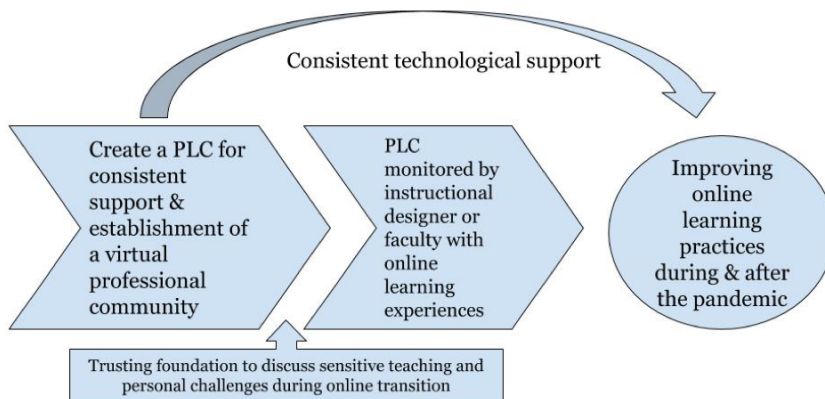 Consistent technological support
Create a PLC for
consistent
support &
establishment of
a virtual
professional
community
PLC
monitored by
instructional
designer or
faculty with
online
learning
experiences
Improving
online
learning
practices
during & after
the pandemic
Trusting foundation to discuss sensitive teaching and
personal challenges during online transition